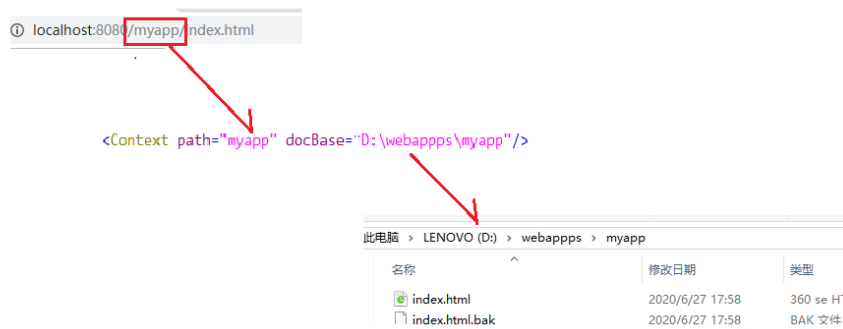 localhost:8080/myapp/index.html
<Context path="myapp" docBase="D:\webappps\myapp"/>
此电脑 > LENOVO (D:) > webappps > myapp
名称 修改日期 类型
index.html 2020/6/27 17:58 360 se HT
index.html.bak 2020/6/27 17:58 BAK 文件